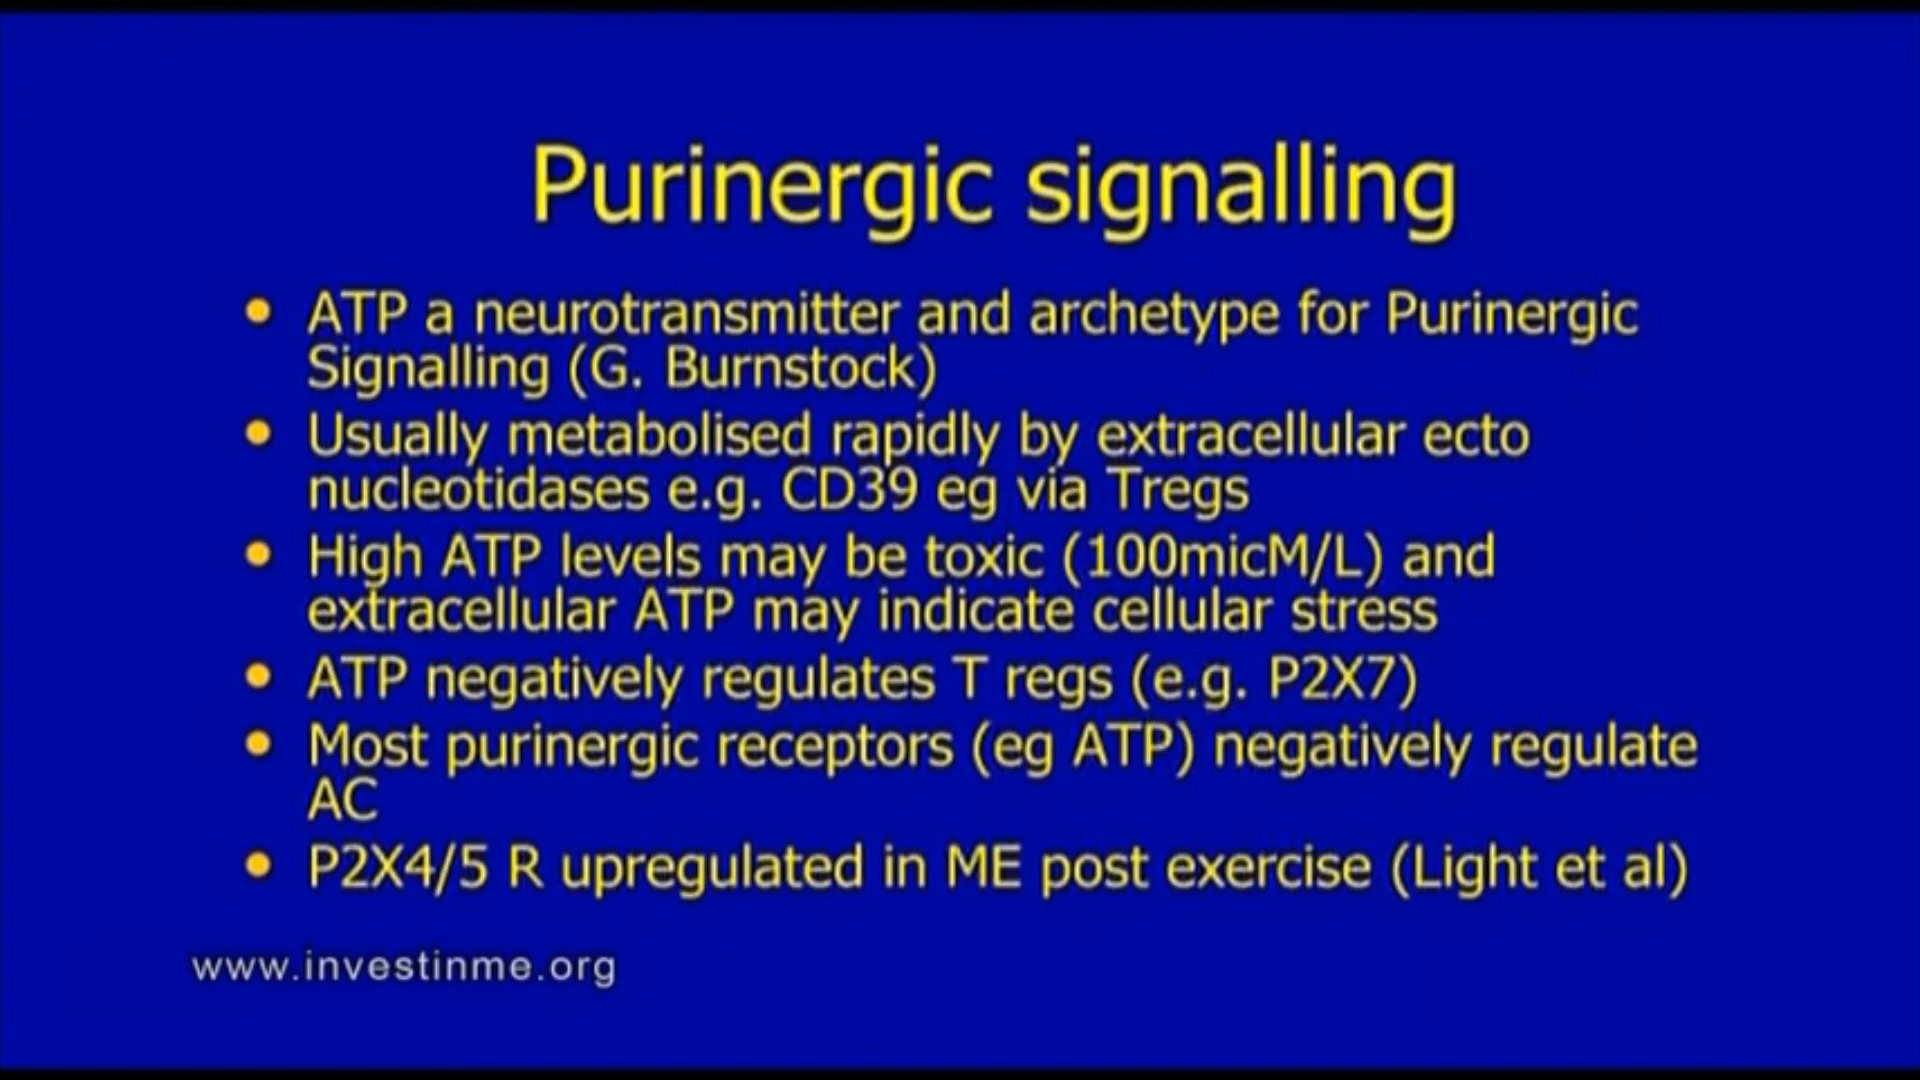 Purinergic signalling
• ATP a neurotransmitter and archetype for Purinergic
Signalling (G. Burnstock)
• Usually metabolised rapidly by extracellular ecto
nucleotidases e.g. CD39 eg via Tregs
• High ATP levels may be toxic (100micM/L) and
extracellular ATP may indicate cellular stress
• ATP negatively regulates T regs (e.g. P2X7)
• Most purinergic receptors (eg ATP) negatively regulate
AC
• P2X4/5 R upregulated in ME post exercise (Light et al)
www.investinme.org